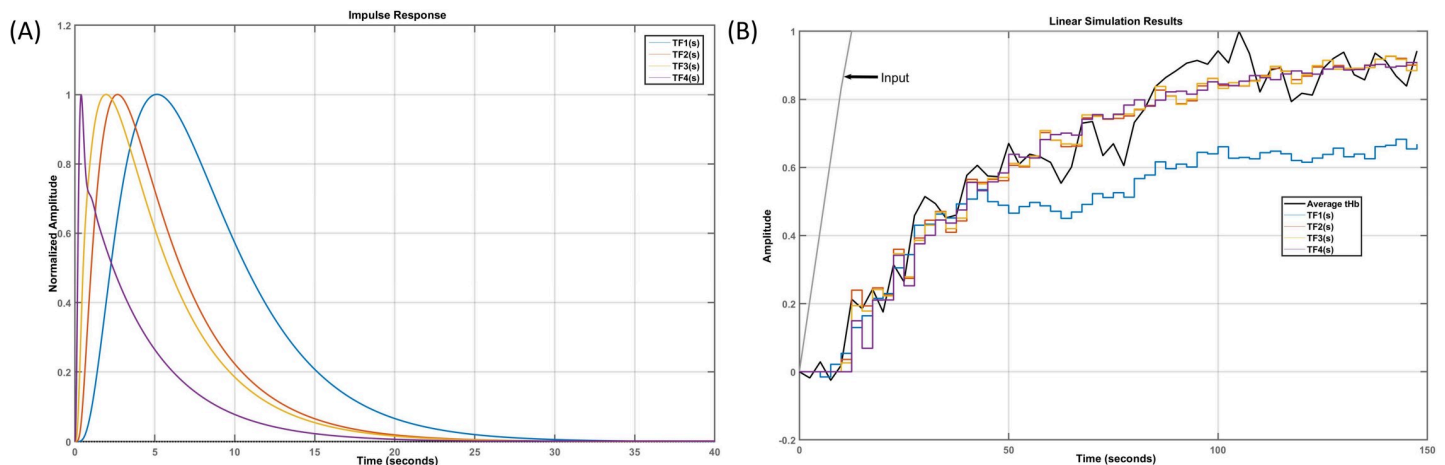 (A)
Impulse Response
1.2
1
0.8
0.6
0.4
0.2
0
Normalized Amplitude
TF1(s)
TF2(s)
TF3(s)
TF4(s)
0 5 10 15 20 25 30 35 40
Time (seconds)
(B)
Linear Simulation Results
1
0.8
0.6
0.4
0.2
0
-0.2
Amplitude
Input
Average tHb
TF1(s)
TF2(s)
TF3(s)
TF4(s)
0 50 100 150
Time (seconds)